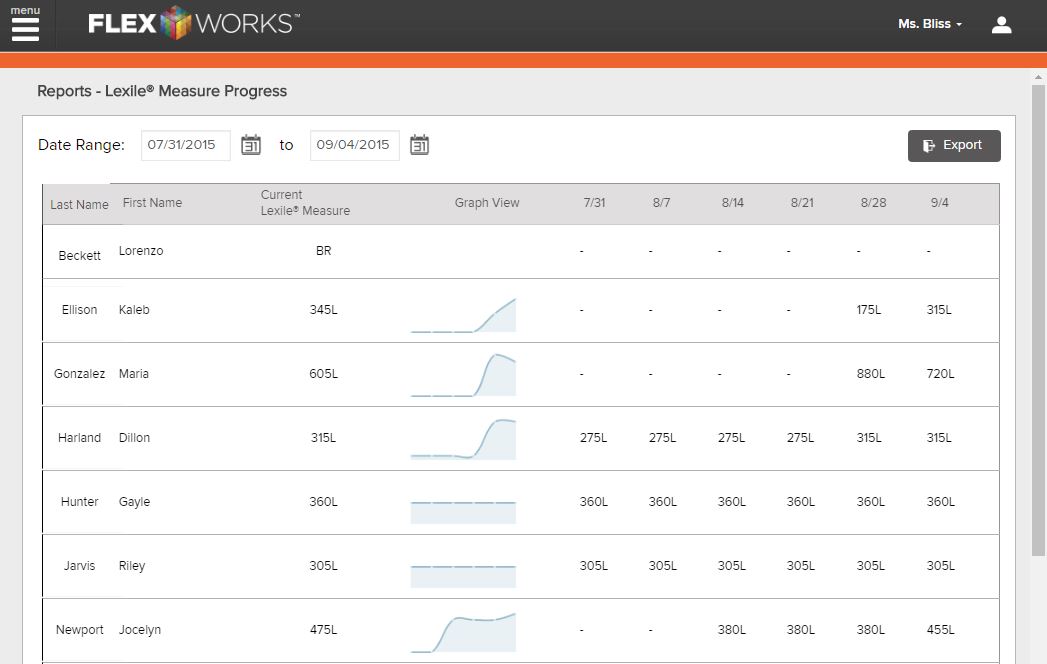 menu
FLEX WORKS™
Ms. Bliss
Reports - Lexile® Measure Progress
Date Range: 07/31/2015 31 to 09/04/2015 31
Export
Last Name First Name Current Lexile® Measure Graph View 7/31 8/7 8/14 8/21 8/28 9/4
Beckett Lorenzo BR - - - - - -
Ellison Kaleb 345L - - - - 175L 315L
Gonzalez Maria 605L - - - - 880L 720L
Harland Dillon 315L 275L 275L 275L 275L 315L 315L
Hunter Gayle 360L 360L 360L 360L 360L 360L 360L
Jarvis Riley 305L 305L 305L 305L 305L 305L 305L
Newport Jocelyn 475L - - 380L 380L 380L 455L